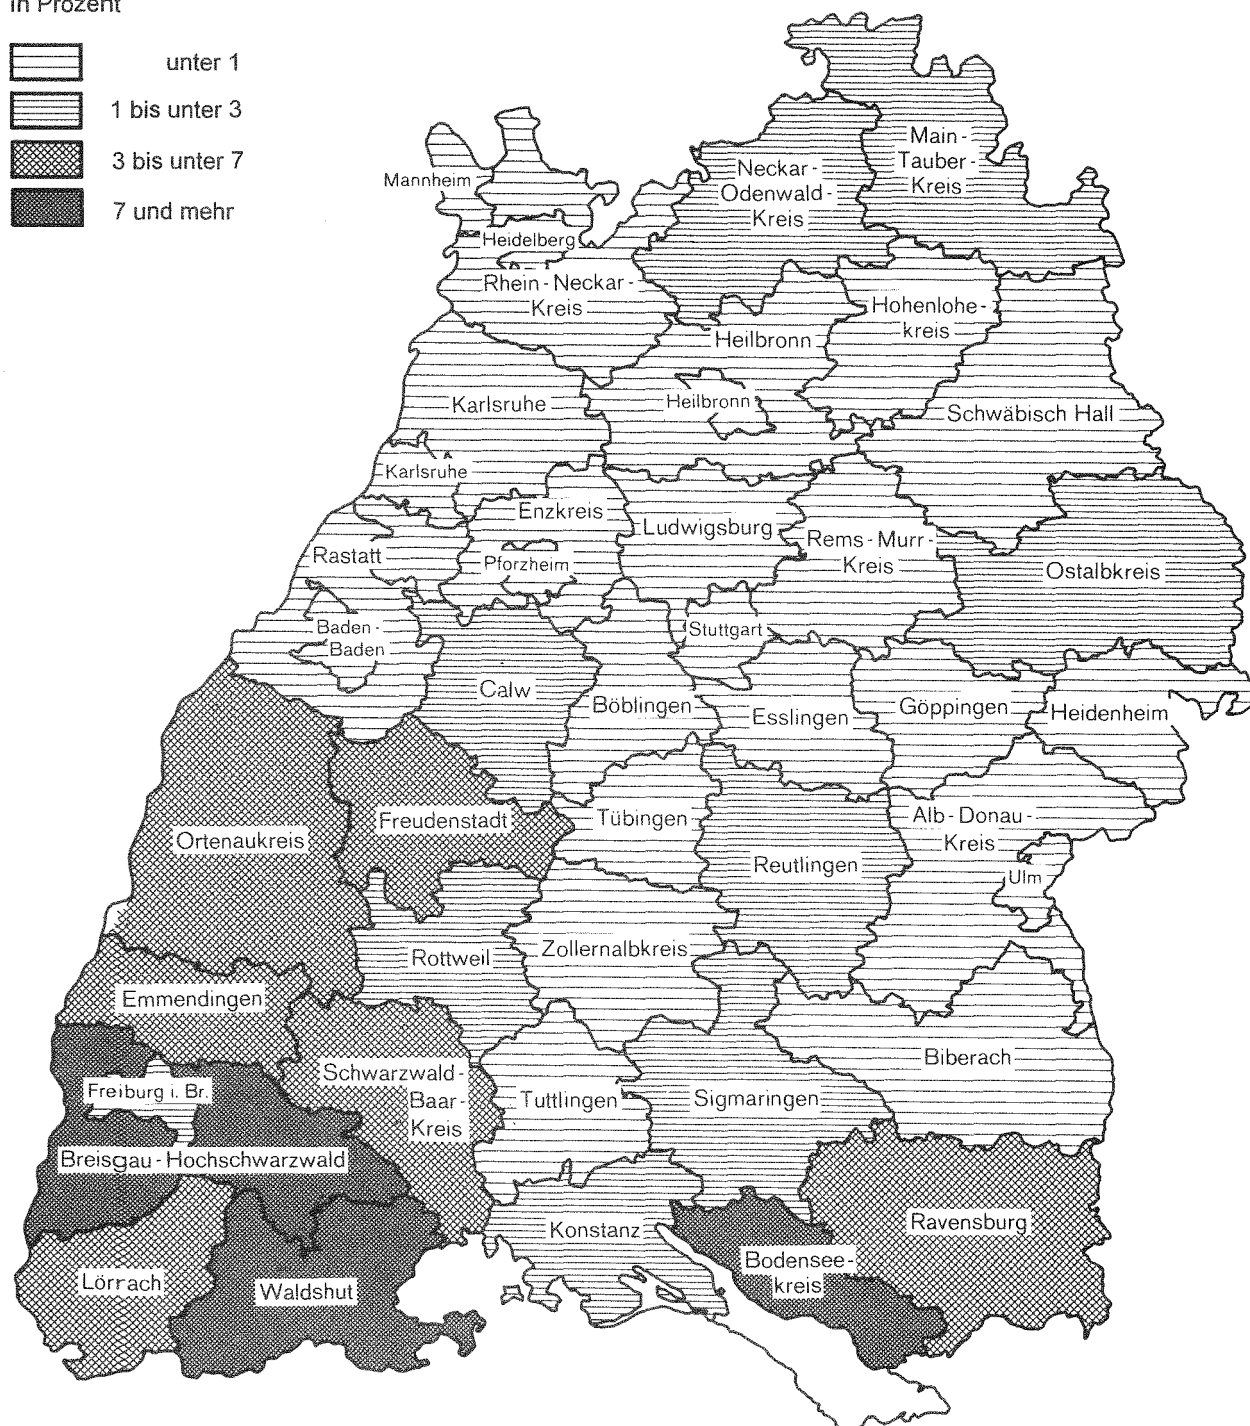 in Prozent
unter 1
1 bis unter 3
3 bis unter 7
7 und mehr
Main-
Tauber-
Kreis
Neckar-
Odenwald-
Kreis
Mannheim
Heidelberg
Rhein-Neckar-
Kreis
Hohenlohe-
kreis
Heilbronn
Heilbronn
Karlsruhe
Schwäbisch Hall
Karlsruhe
Enzkreis
Ludwigsburg
Rems-Murr-
Kreis
Rastatt
Pforzheim
Ostalbkreis
Baden-
Baden
Stuttgart
Calw
Böblingen
Esslingen
Göppingen
Heidenheim
Ortenaukreis
Freudenstadt
Tübingen
Reutlingen
Alb-Donau-
Kreis
Ulm
Rottweil
Zollernalbkreis
Emmendingen
Schwarzwald-
Baar-
Kreis
Biberach
Freiburg i. Br.
Tuttlingen
Sigmaringen
Breisgau-Hochschwarzwald
Konstanz
Ravensburg
Lörrach
Waldshut
Bodensee-
kreis